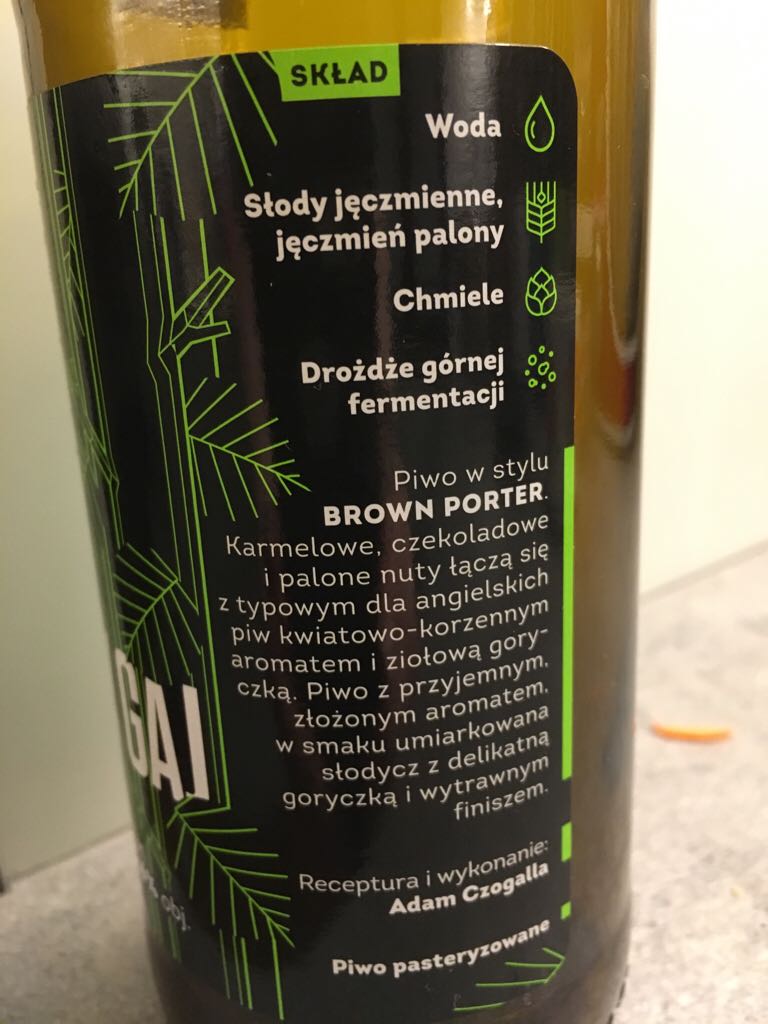 SKŁAD
Woda
Słody jęczmienne,
jęczmień palony
Chmiele
Drożdże górnej
fermentacji
Piwo w stylu
BROWN PORTER.
Karmelowe, czekoladowe
i palone nuty łączą się
z typowym dla angielskich
piw kwiatowo-korzennym
aromatem i ziołową gory-
czką. Piwo z przyjemnym,
złożonym aromatem,
w smaku umiarkowana
słodycz z delikatną
goryczką i wytrawnym
finiszem.
GAJ
obj.
Receptura i wykonanie:
Adam Czogalla
Piwo pasteryzowane